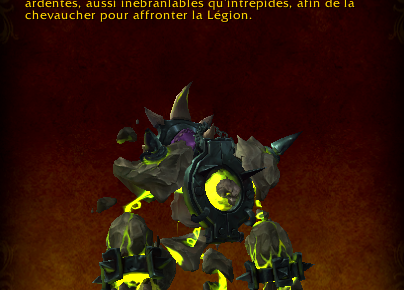 ardentes, aussi inébranlables qu'intrépides, afin de la
chevaucher pour affronter la Légion.